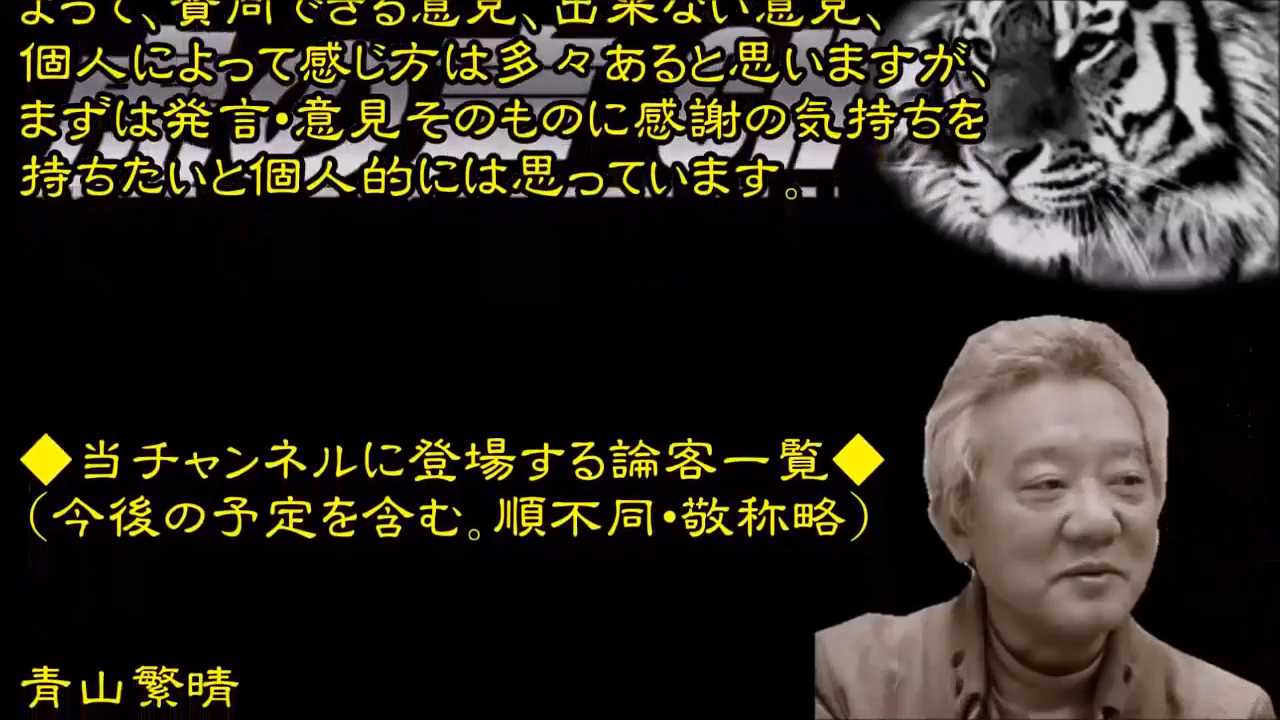 よって、賛同できる意見、出来ない意見、
個人によって感じ方は多々あると思いますが、
まずは発言・意見そのものに感謝の気持ちを
持ちたいと個人的には思っています。
◆当チャンネルに登場する論客一覧◆
（今後の予定を含む。順不同・敬称略）
青山繁晴